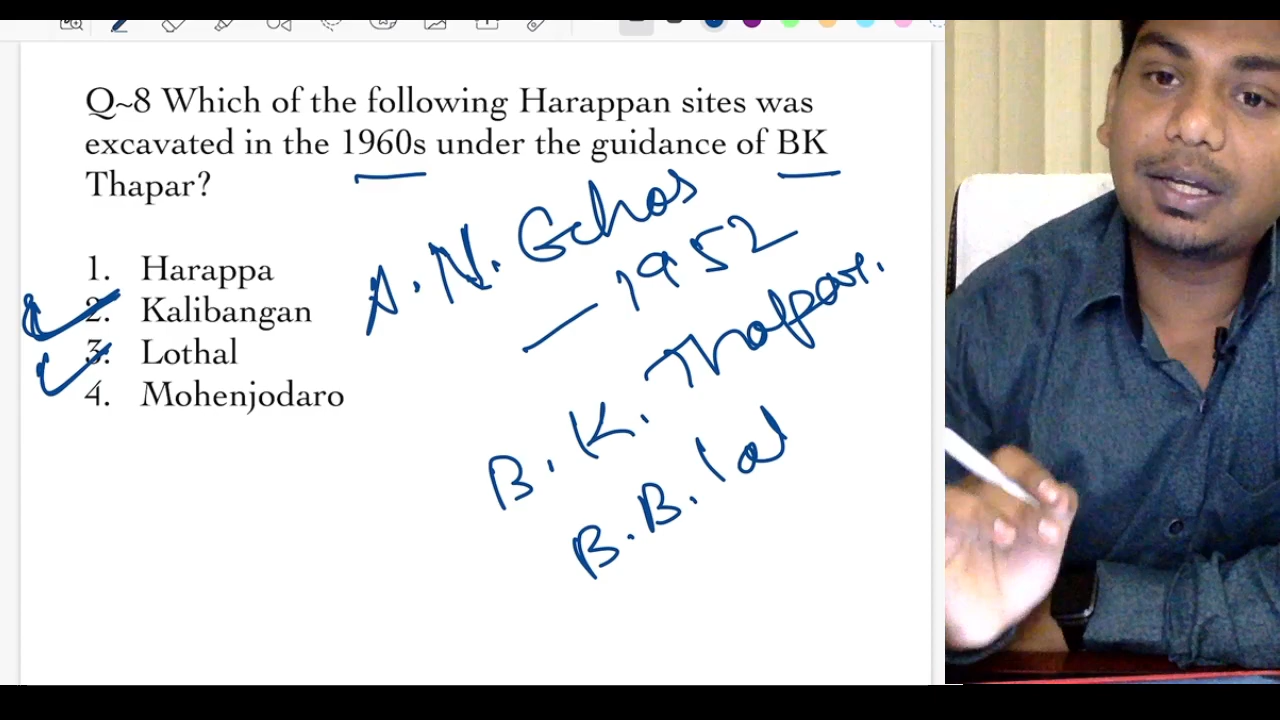 Q~8 Which of the following Harappan sites was
excavated in the 1960s under the guidance of BK
Thapar?
1. Harappa
2. Kalibangan
3. Lothal
4. Mohenjodaro
A.N. Gchos
— 1952
B.K. Thapar.
B.B. lal